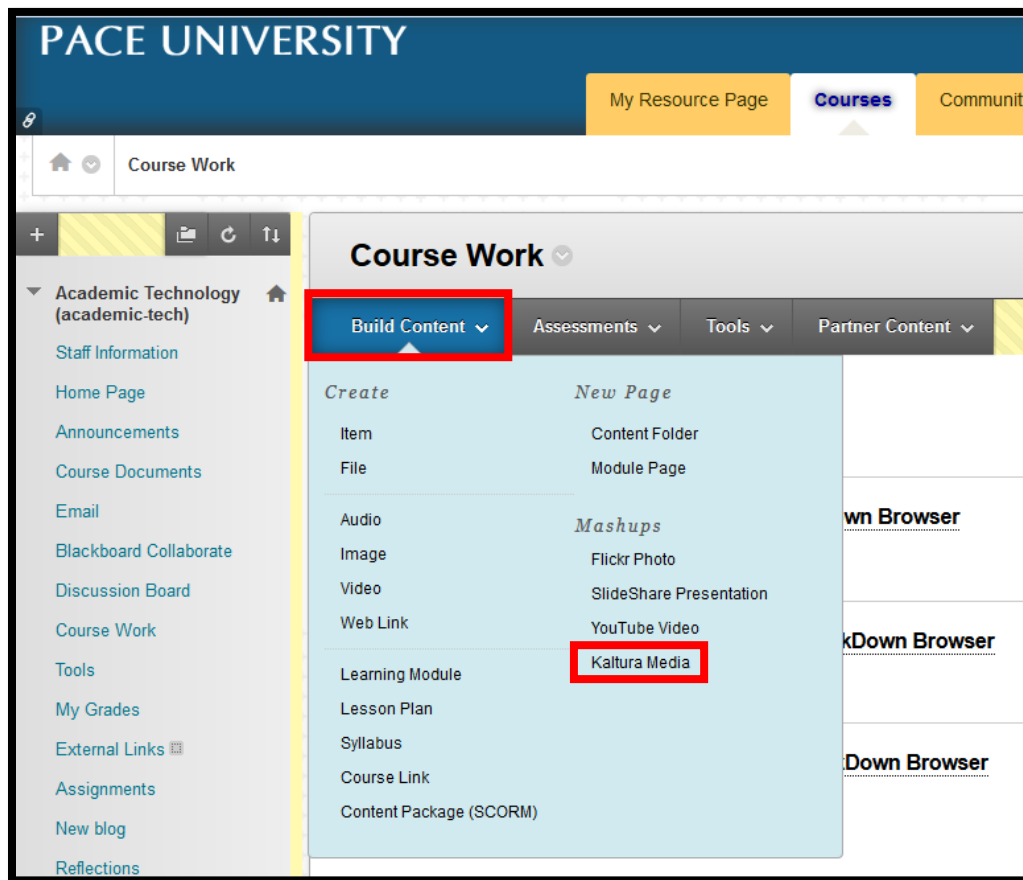 PACE UNIVERSITY
My Resource Page
Courses
Communit
Course Work
Course Work
Academic Technology
(academic-tech)
Staff Information
Home Page
Announcements
Course Documents
Email
Blackboard Collaborate
Discussion Board
Course Work
Tools
My Grades
External Links
Assignments
New blog
Reflections
Build Content
Assessments
Tools
Partner Content
Create
Item
File
Audio
Image
Video
Web Link
Learning Module
Lesson Plan
Syllabus
Course Link
Content Package (SCORM)
New Page
Content Folder
Module Page
Mashups
Flickr Photo
SlideShare Presentation
YouTube Video
Kaltura Media
wn Browser
kDown Browser
Down Browser